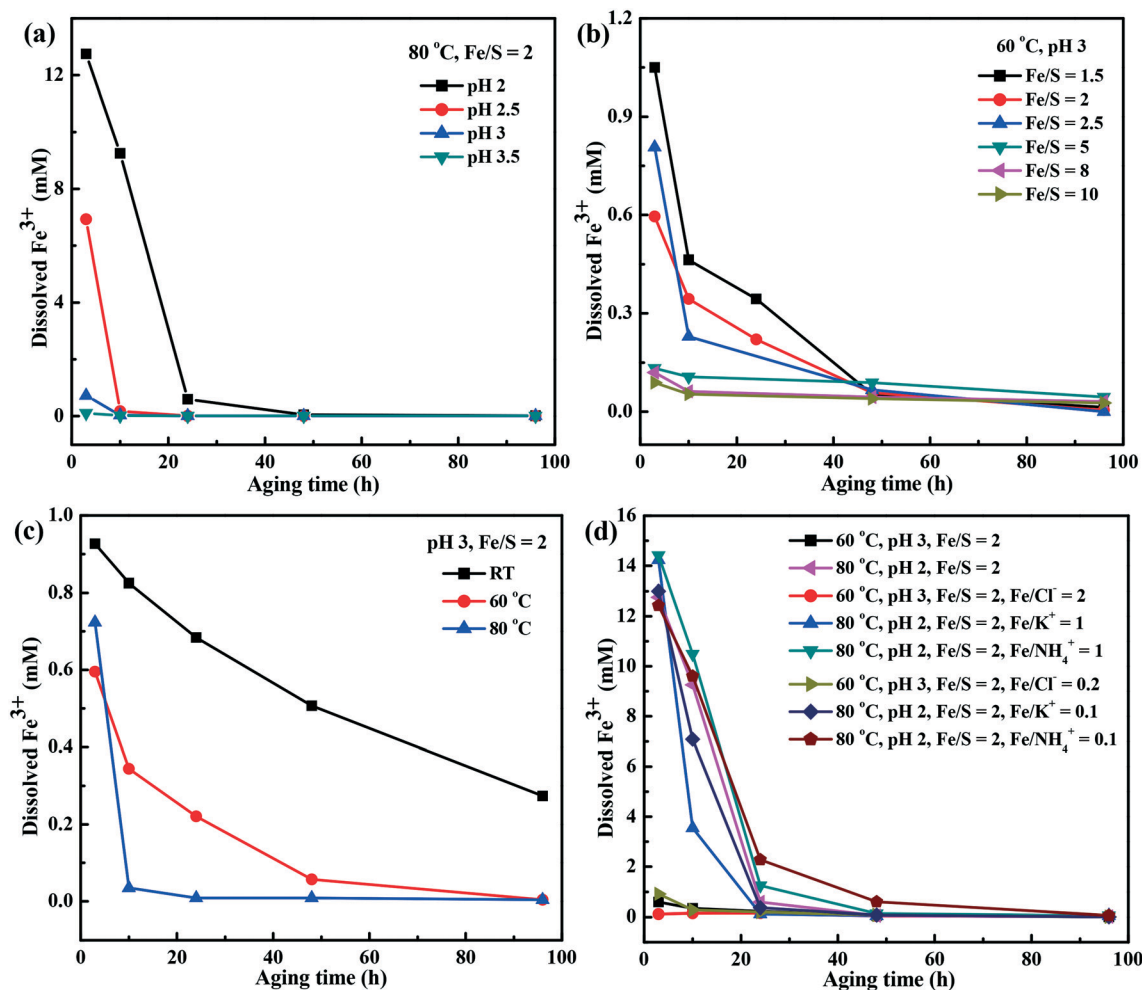 (a)
80 °C, Fe/S = 2
pH 2
pH 2.5
pH 3
pH 3.5
Dissolved Fe³⁺ (mM)
12
9
6
3
0
0 20 40 60 80 100
Aging time (h)
(b)
60 °C, pH 3
Fe/S = 1.5
Fe/S = 2
Fe/S = 2.5
Fe/S = 5
Fe/S = 8
Fe/S = 10
Dissolved Fe³⁺ (mM)
1.2
0.9
0.6
0.3
0.0
0 20 40 60 80 100
Aging time (h)
(c)
pH 3, Fe/S = 2
RT
60 °C
80 °C
Dissolved Fe³⁺ (mM)
1.0
0.8
0.6
0.4
0.2
0.0
0 20 40 60 80 100
Aging time (h)
(d)
60 °C, pH 3, Fe/S = 2
80 °C, pH 2, Fe/S = 2
60 °C, pH 3, Fe/S = 2, Fe/Cl⁻ = 2
80 °C, pH 2, Fe/S = 2, Fe/K⁺ = 1
80 °C, pH 2, Fe/S = 2, Fe/NH₄⁺ = 1
60 °C, pH 3, Fe/S = 2, Fe/Cl⁻ = 0.2
80 °C, pH 2, Fe/S = 2, Fe/K⁺ = 0.1
80 °C, pH 2, Fe/S = 2, Fe/NH₄⁺ = 0.1
Dissolved Fe³⁺ (mM)
16
14
12
10
8
6
4
2
0
0 20 40 60 80 100
Aging time (h)